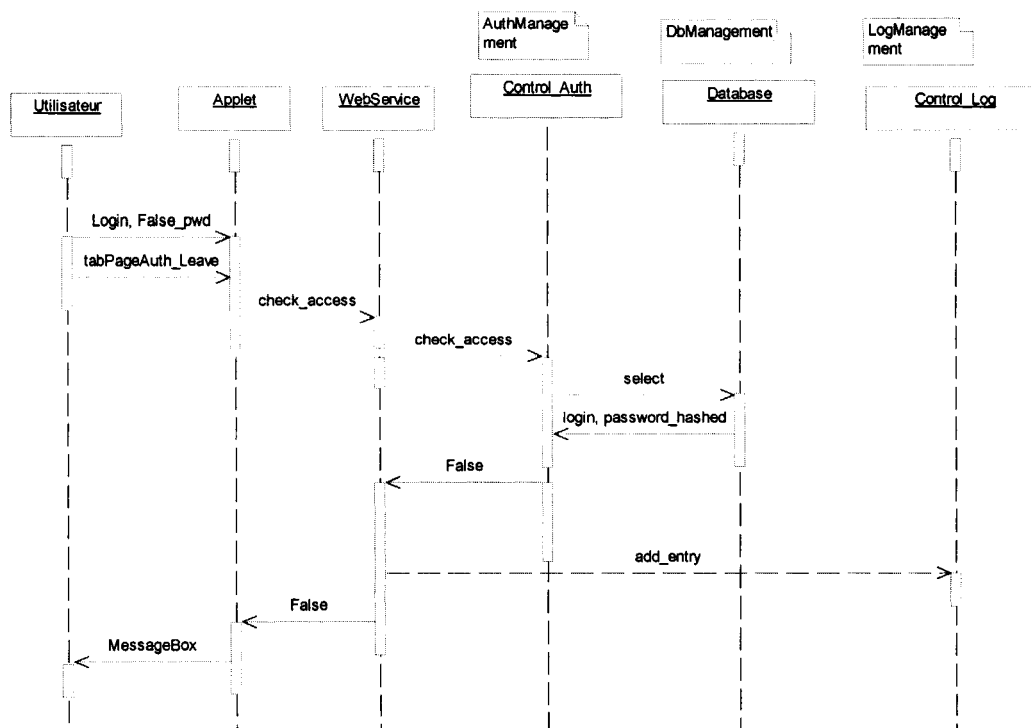 AuthManage
ment
DbManagement
LogManage
ment
Utilisateur
Applet
WebService
Control_Auth
Database
Control_Log
Login, False_pwd
tabPageAuth_Leave
check_access
check_access
select
login, password_hashed
False
add_entry
False
MessageBox